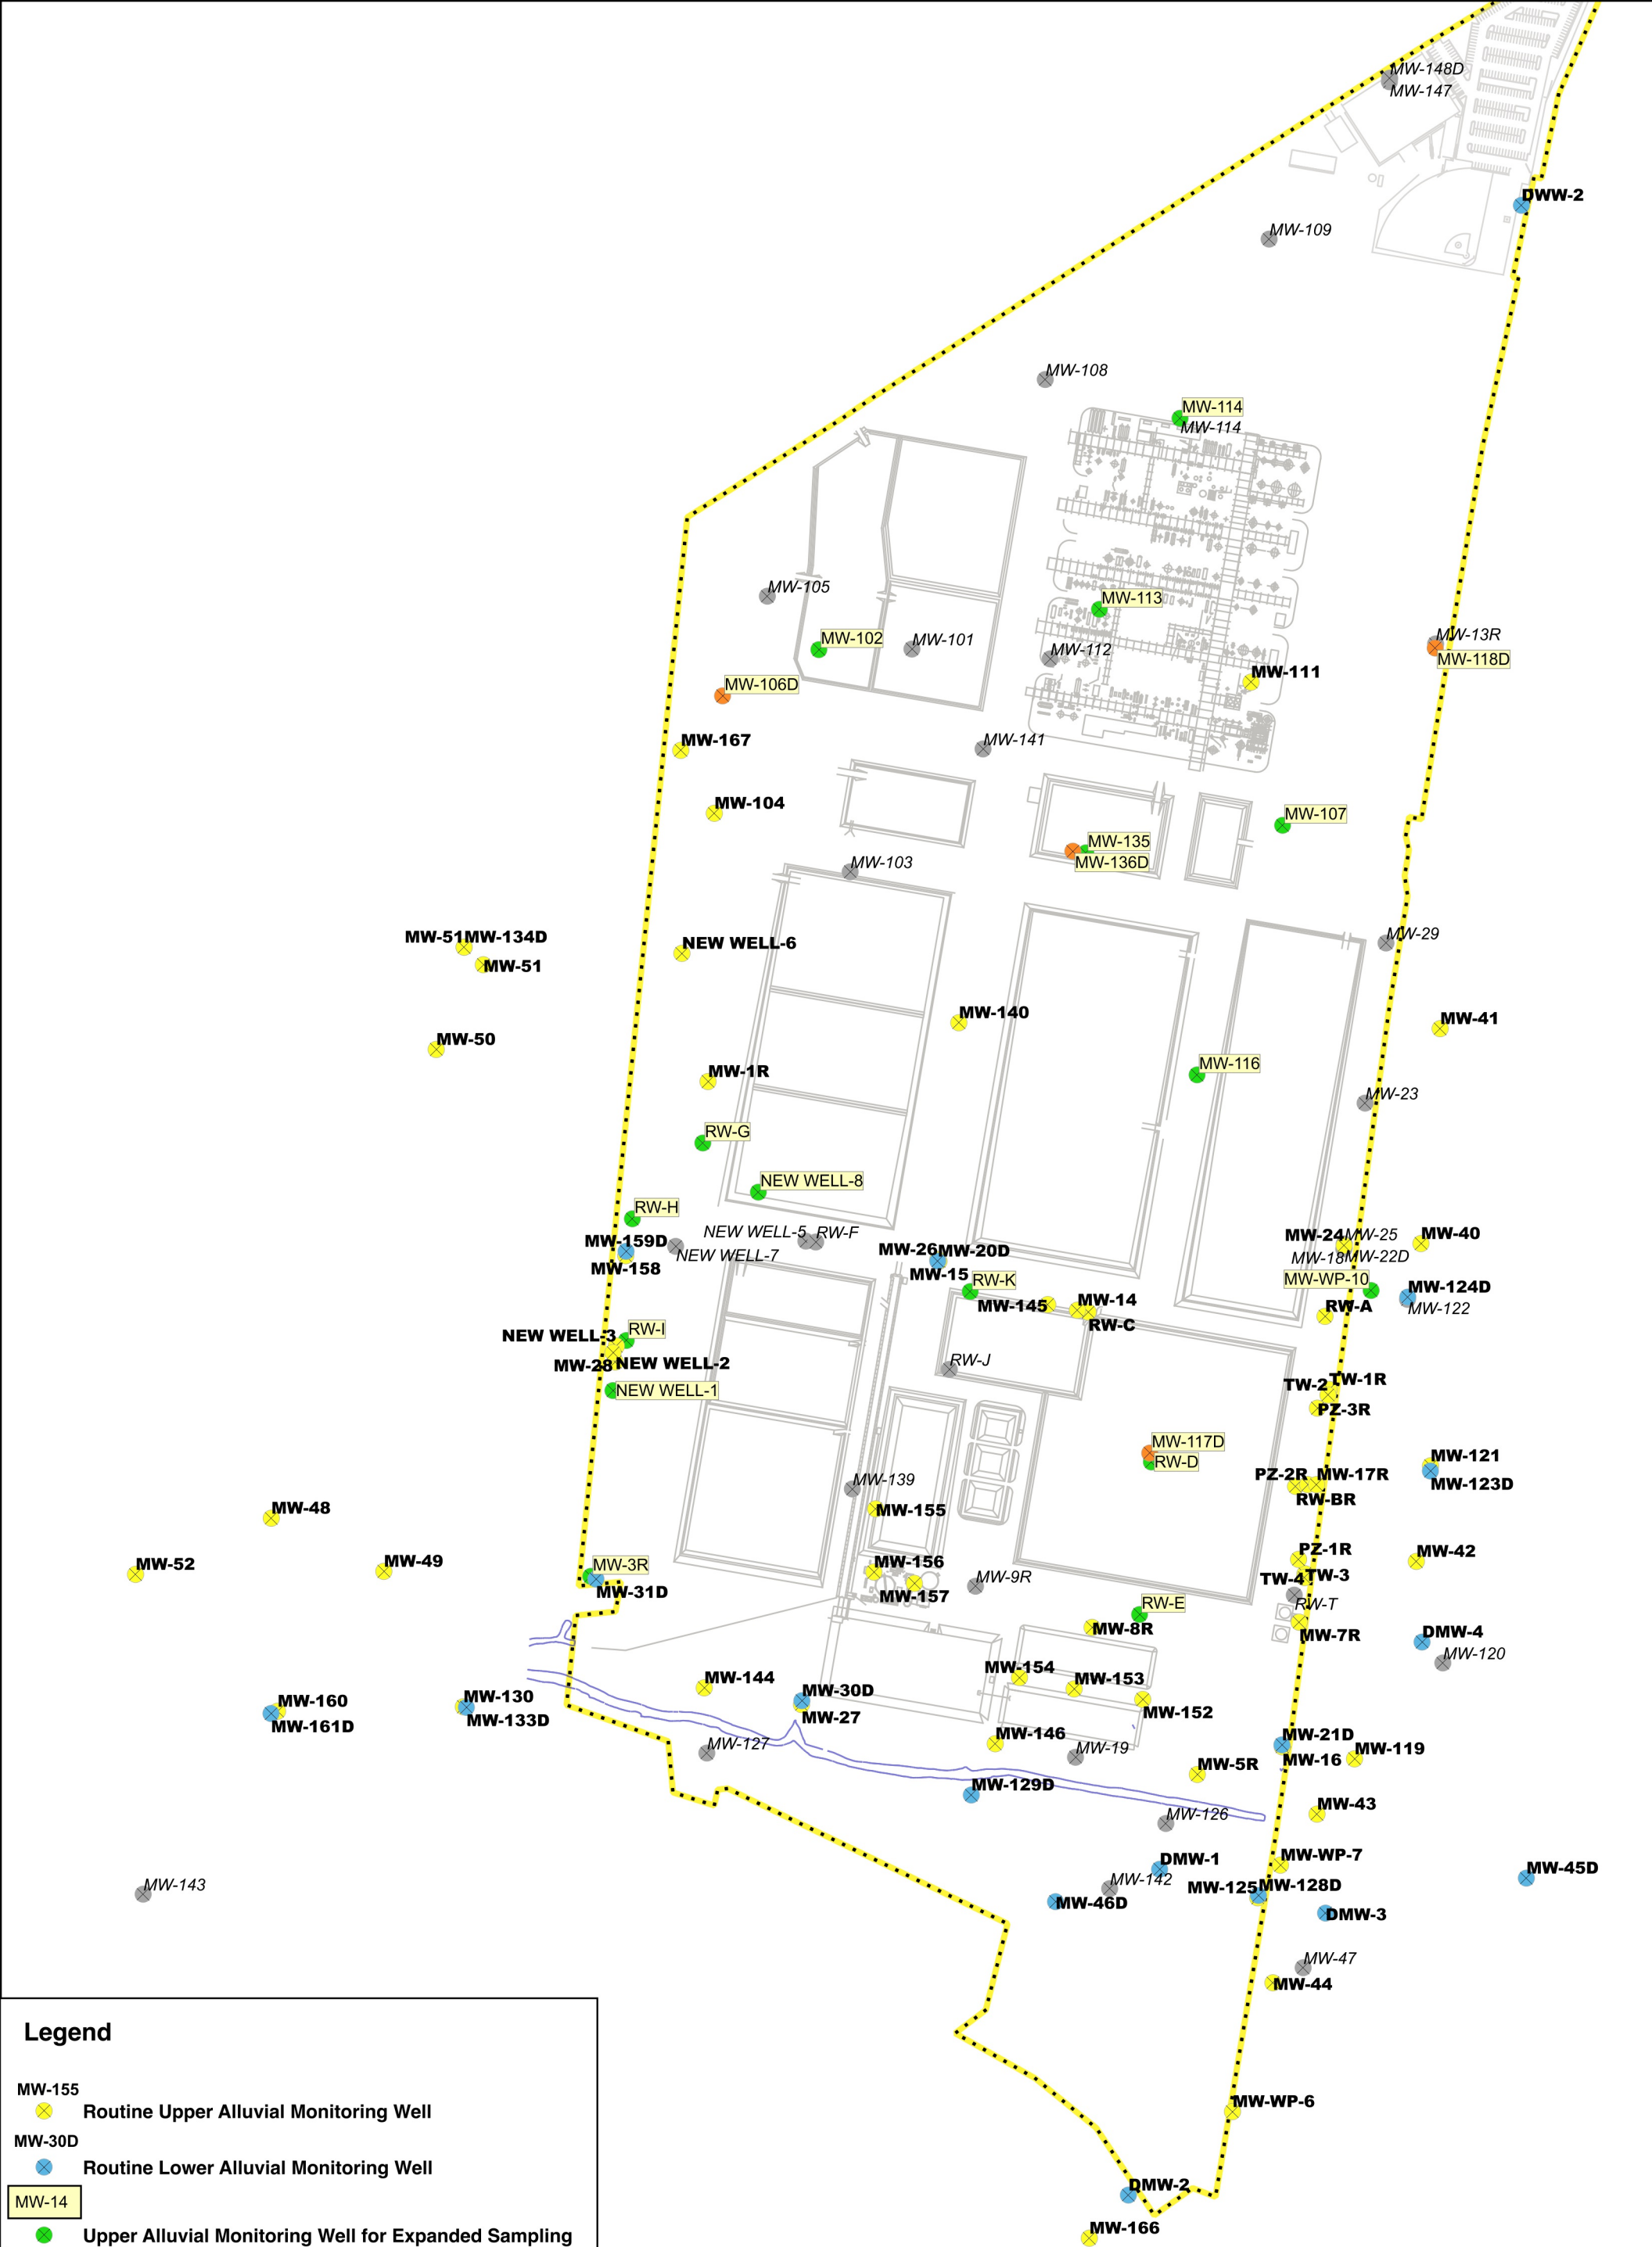 MW-148D
MW-147
DWW-2
MW-109
MW-108
MW-114
MW-114
MW-105
MW-113
MW-102
MW-101
MW-112
MW-13R
MW-118D
MW-111
MW-106D
MW-167
MW-141
MW-104
MW-107
MW-135
MW-136D
MW-103
MW-51MW-134D
MW-51
NEW WELL-6
MW-29
MW-140
MW-41
MW-50
MW-116
MW-1R
MW-23
RW-G
NEW WELL-8
RW-H
NEW WELL-5
RW-F
MW-159D
NEW WELL-7
MW-158
MW-26MW-20D
MW-15
MW-24MW-25
MW-40
MW-18MW-22D
RW-K
MW-WP-10
MW-124D
MW-122
MW-145
MW-14
RW-C
RW-A
NEW WELL-3
RW-I
MW-28
NEW WELL-2
NEW WELL-1
RW-J
TW-2
TW-1R
PZ-3R
MW-117D
RW-D
MW-121
MW-123D
PZ-2R
MW-17R
RW-BR
MW-139
MW-155
MW-48
MW-52
MW-49
MW-3R
MW-31D
MW-156
MW-157
MW-9R
PZ-1R
MW-42
TW-4
TW-3
RW-T
RW-E
MW-8R
MW-7R
DMW-4
MW-120
MW-154
MW-153
MW-144
MW-30D
MW-27
MW-152
MW-160
MW-161D
MW-130
MW-133D
MW-127
MW-146
MW-19
MW-21D
MW-16
MW-119
MW-5R
MW-129D
MW-43
MW-126
MW-WP-7
DMW-1
MW-142
MW-125
MW-128D
MW-45D
MW-143
MW-46D
DMW-3
MW-47
MW-44
MW-WP-6
DMW-2
MW-166
Legend
MW-155
Routine Upper Alluvial Monitoring Well
MW-30D
Routine Lower Alluvial Monitoring Well
MW-14
Upper Alluvial Monitoring Well for Expanded Sampling